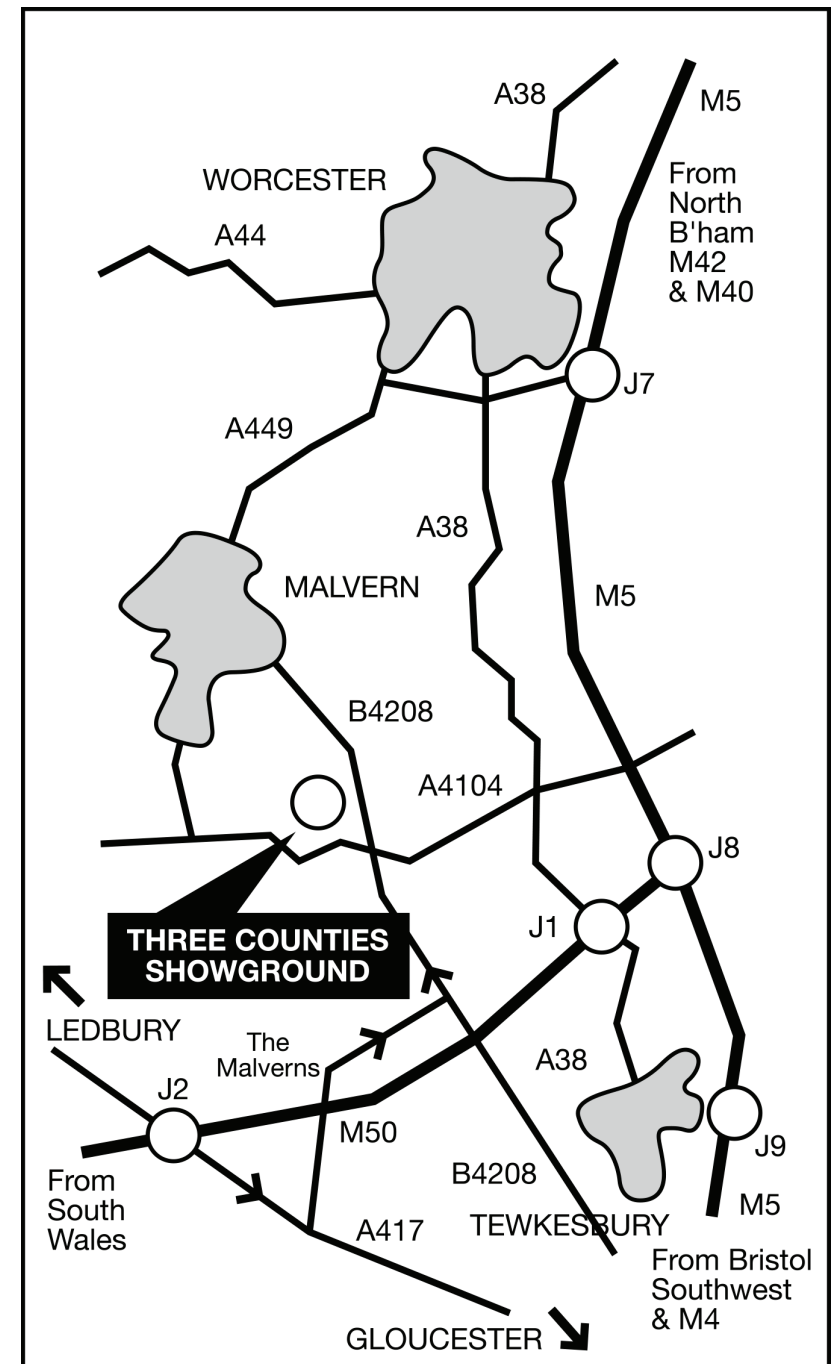 A38
M5
WORCESTER
From
North
B'ham
M42
& M40
A44
J7
A449
A38
MALVERN
M5
B4208
A4104
J8
J1
THREE COUNTIES
SHOWGROUND
LEDBURY
The
Malverns
A38
J2
M50
J9
From
South
Wales
B4208
M5
A417
TEWKESBURY
From Bristol
Southwest
& M4
GLOUCESTER